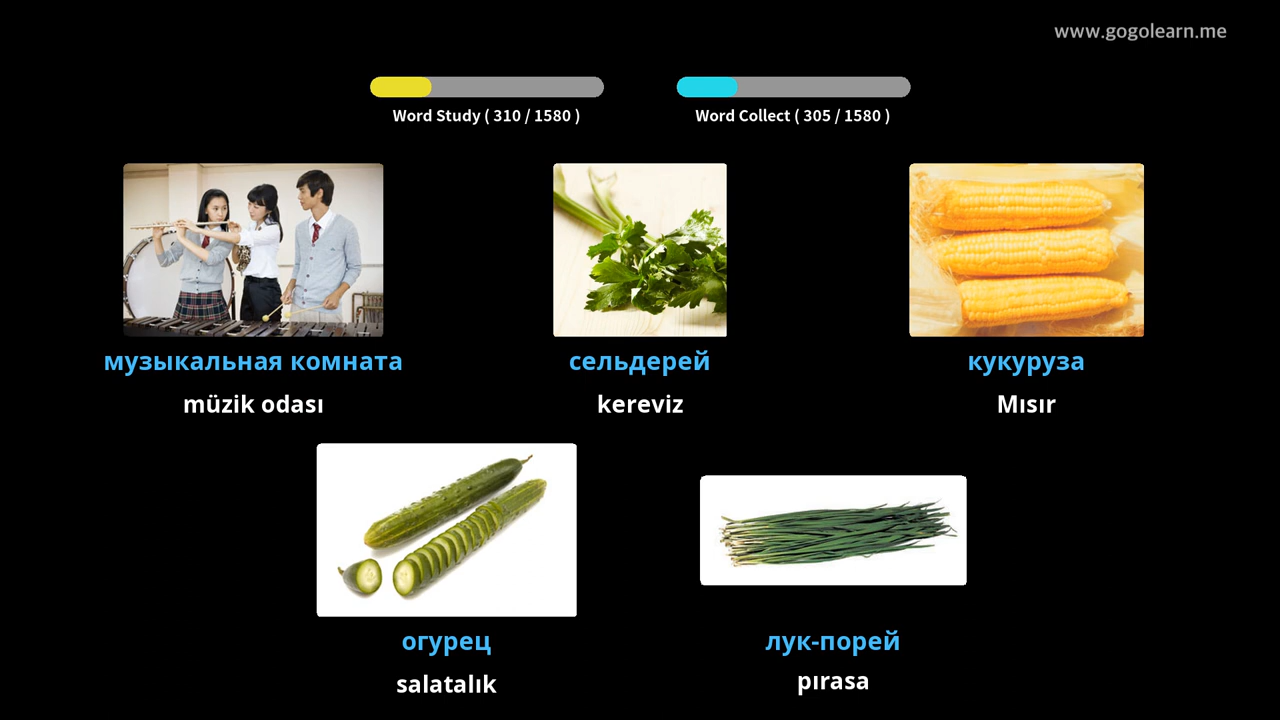 www.gogolearn.me
Word Study ( 310 / 1580 )
Word Collect ( 305 / 1580 )
музыкальная комната
müzik odası
сельдерей
kereviz
кукуруза
Mısır
огурец
salatalık
лук-порей
pırasa